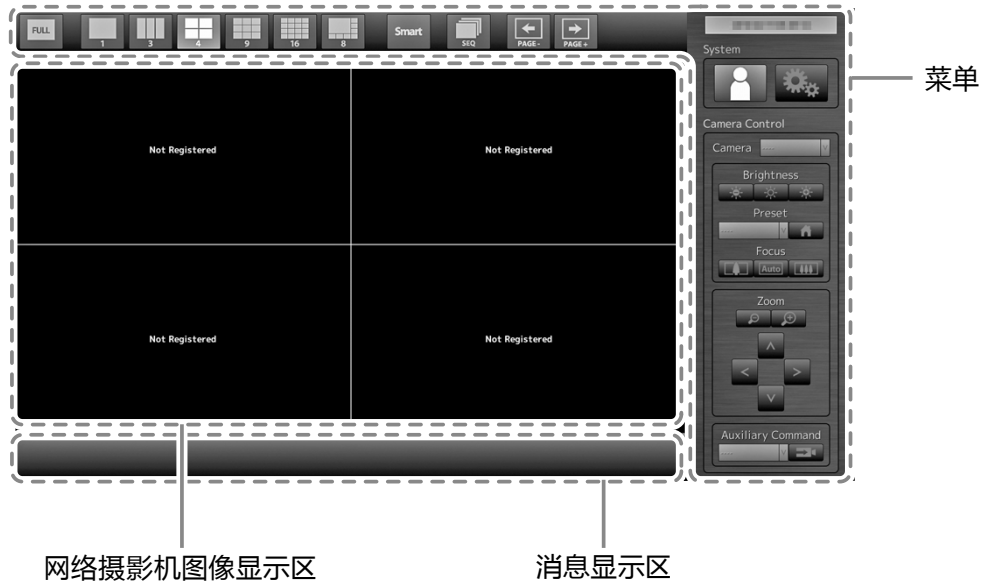 FULL
1
3
4
9
16
8
Smart
SEQ
PAGE-
PAGE+
System
菜单
Camera Control
Camera ----
Brightness
Preset
----
Focus
Auto
Zoom
Auxiliary Command
----
Not Registered
Not Registered
Not Registered
Not Registered
网络摄影机图像显示区
消息显示区